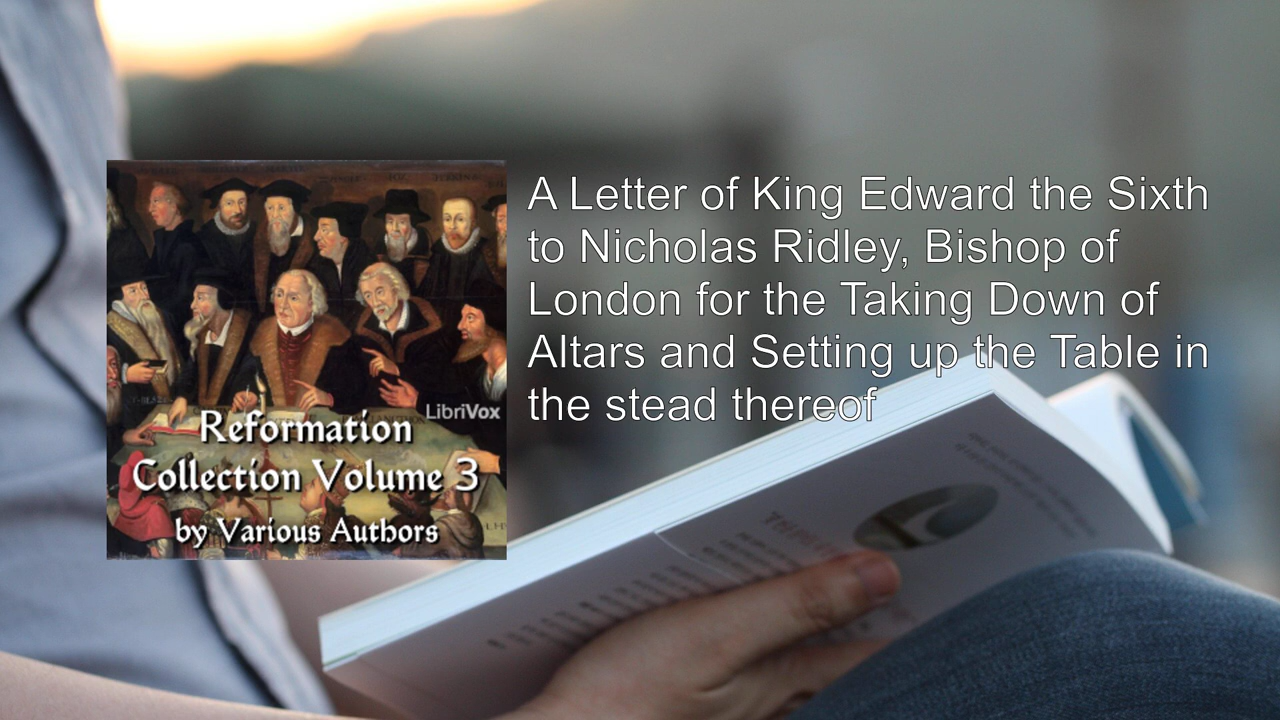 A Letter of King Edward the Sixth
to Nicholas Ridley, Bishop of
London for the Taking Down of
Altars and Setting up the Table in
the stead thereof
LibriVox
Reformation
Collection Volume 3
by Various Authors